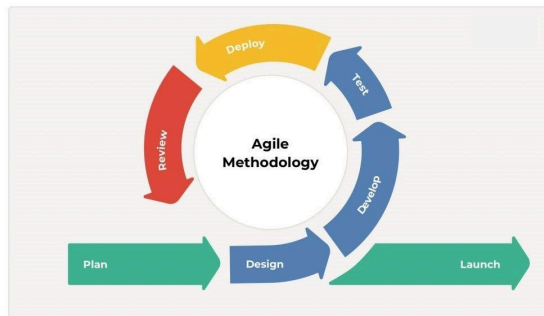 Deploy
Test
Agile
Methodology
Review
Develop
Plan
Design
Launch